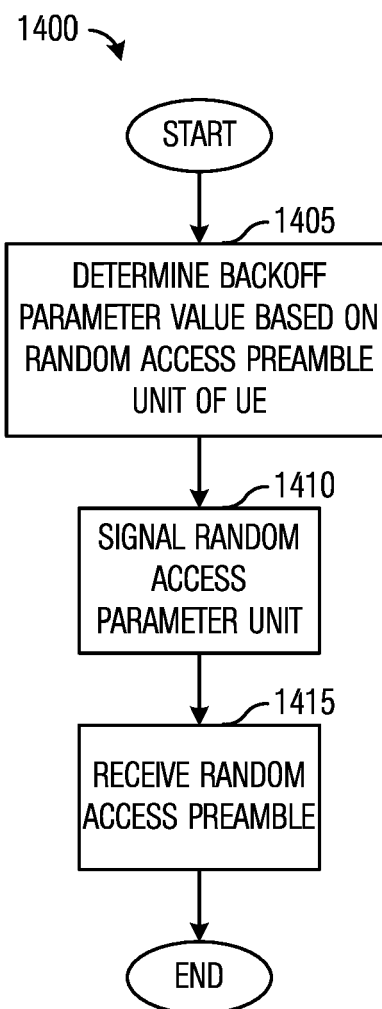 1400
START
1405
DETERMINE BACKOFF
PARAMETER VALUE BASED ON
RANDOM ACCESS PREAMBLE
UNIT OF UE
1410
SIGNAL RANDOM
ACCESS
PARAMETER UNIT
1415
RECEIVE RANDOM
ACCESS PREAMBLE
END